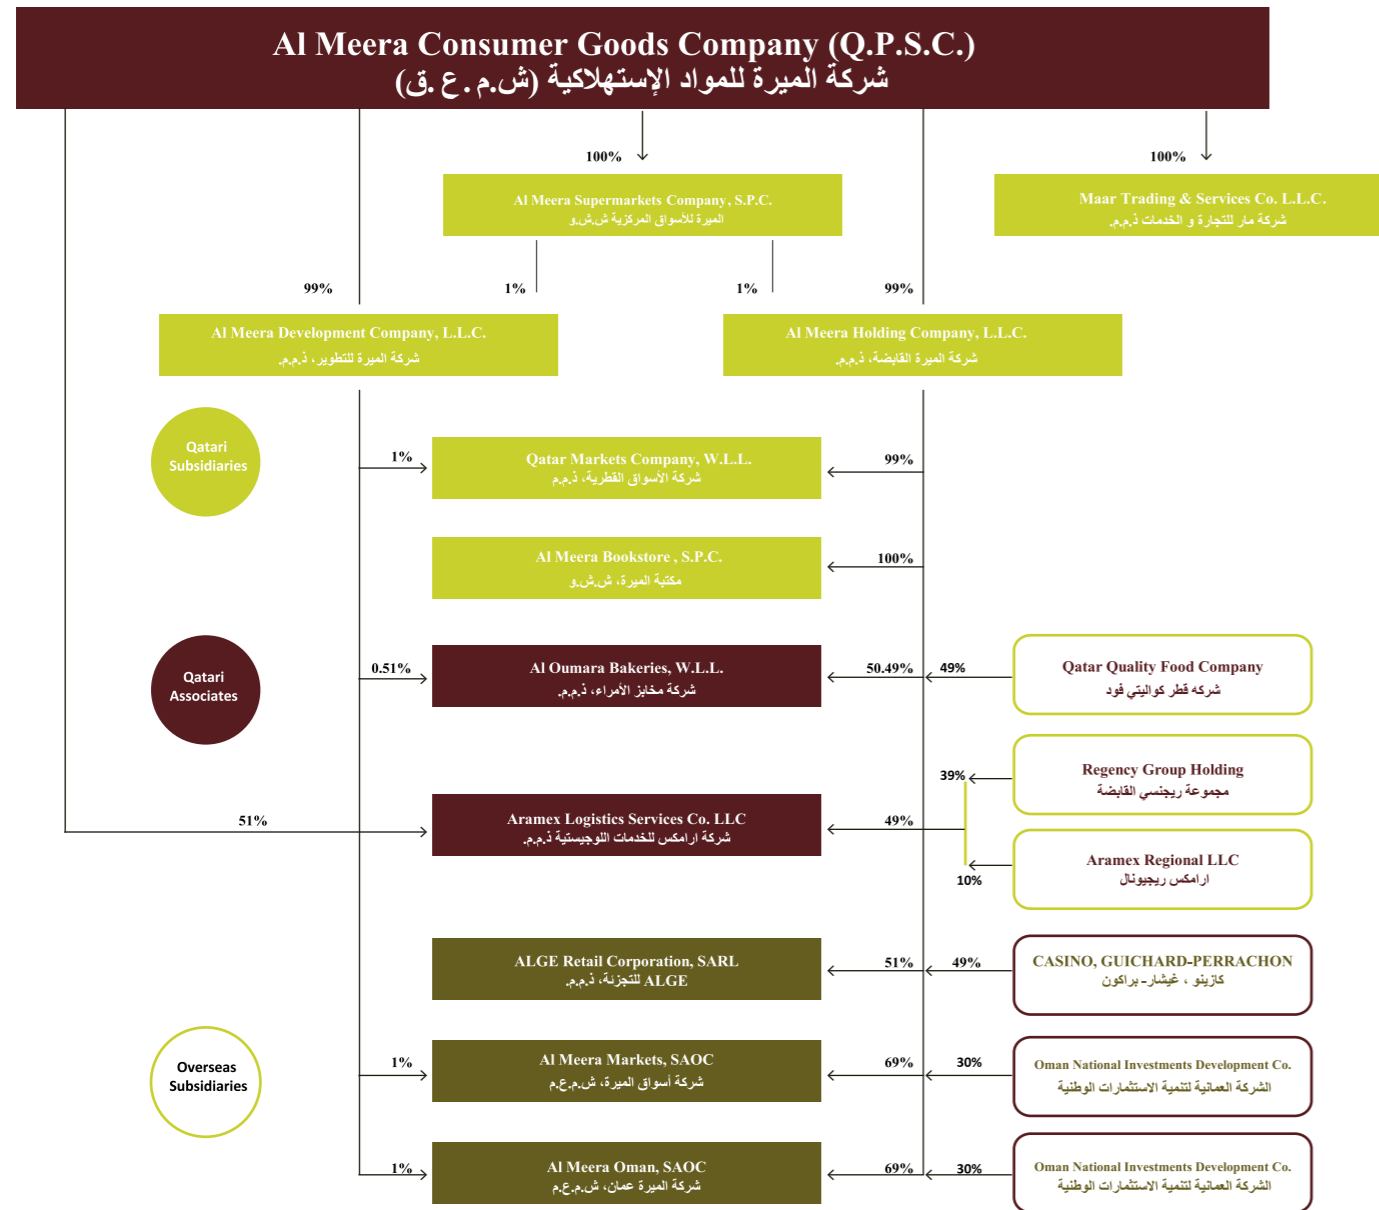 Al Meera Consumer Goods Company (Q.P.S.C.)
شركة الميرة للمواد الإستهلاكية (ش.م.ع.ق)
100%
100%
Al Meera Supermarkets Company, S.P.C.
الميرة للأسواق المركزية ش.ش.و
Maar Trading & Services Co. L.L.C.
شركة مار للتجارة و الخدمات ذ.م.م.
99%
1%
1%
99%
Al Meera Development Company, L.L.C.
شركة الميرة للتطوير، ذ.م.م.
Al Meera Holding Company, L.L.C.
شركة الميرة القابضة، ذ.م.م.
Qatari
Subsidiaries
1%
Qatar Markets Company, W.L.L.
شركة الأسواق القطرية، ذ.م.م
99%
Al Meera Bookstore , S.P.C.
مكتبة الميرة، ش.ش.و
100%
Qatari
Associates
0.51%
Al Oumara Bakeries, W.L.L.
شركة مخابز الأمراء، ذ.م.م.
50.49%
49%
Qatar Quality Food Company
شركه قطر كواليتي فود
51%
Aramex Logistics Services Co. LLC
شركة ارامكس للخدمات اللوجيستية ذ.م.م.
49%
39%
Regency Group Holding
مجموعة ريجنسي القابضة
10%
Aramex Regional LLC
ارامكس ريجيونال
ALGE Retail Corporation, SARL
ALGE للتجزئة، ذ.م.م.
51%
49%
CASINO, GUICHARD-PERRACHON
كازينو ، غيشار- براكون
Overseas
Subsidiaries
1%
Al Meera Markets, SAOC
شركة أسواق الميرة، ش.م.ع.م
69%
30%
Oman National Investments Development Co.
الشركة العمانية لتنمية الاستثمارات الوطنية
1%
Al Meera Oman, SAOC
شركة الميرة عمان، ش.م.ع.م
69%
30%
Oman National Investments Development Co.
الشركة العمانية لتنمية الاستثمارات الوطنية